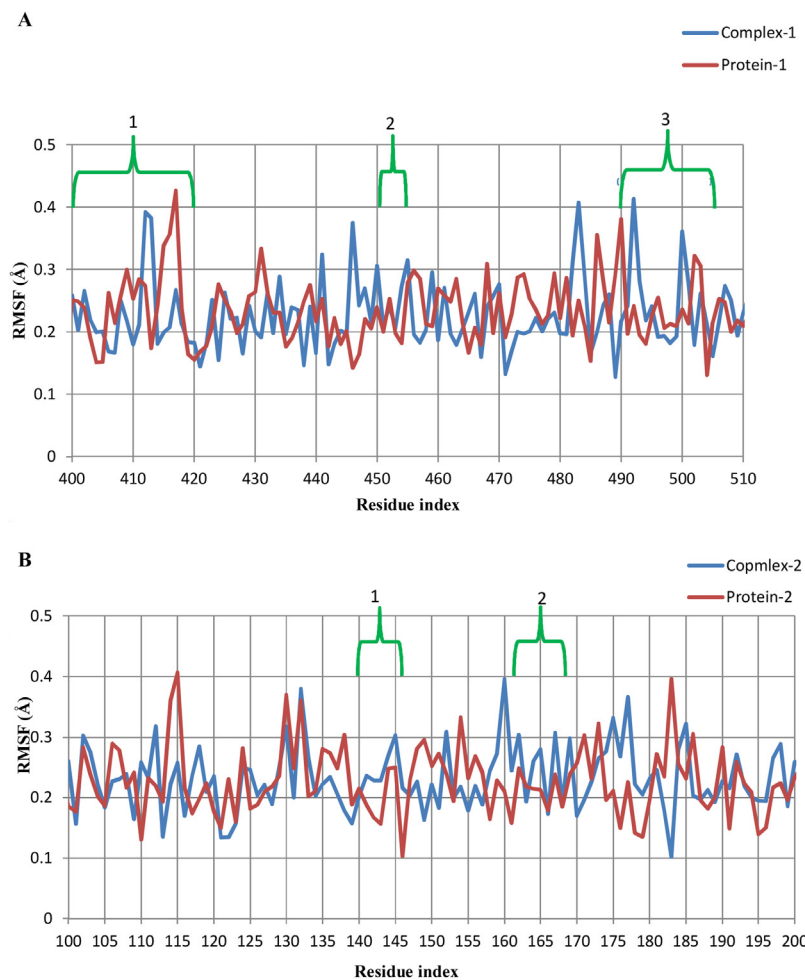 A
Complex-1
Protein-1
1
2
3
0.5
0.4
0.3
0.2
0.1
0
RMSF (Å)
400 410 420 430 440 450 460 470 480 490 500 510
Residue index
B
Copmlex-2
Protein-2
1
2
0.5
0.4
0.3
0.2
0.1
0
RMSF (Å)
100 105 110 115 120 125 130 135 140 145 150 155 160 165 170 175 180 185 190 195 200
Residue index